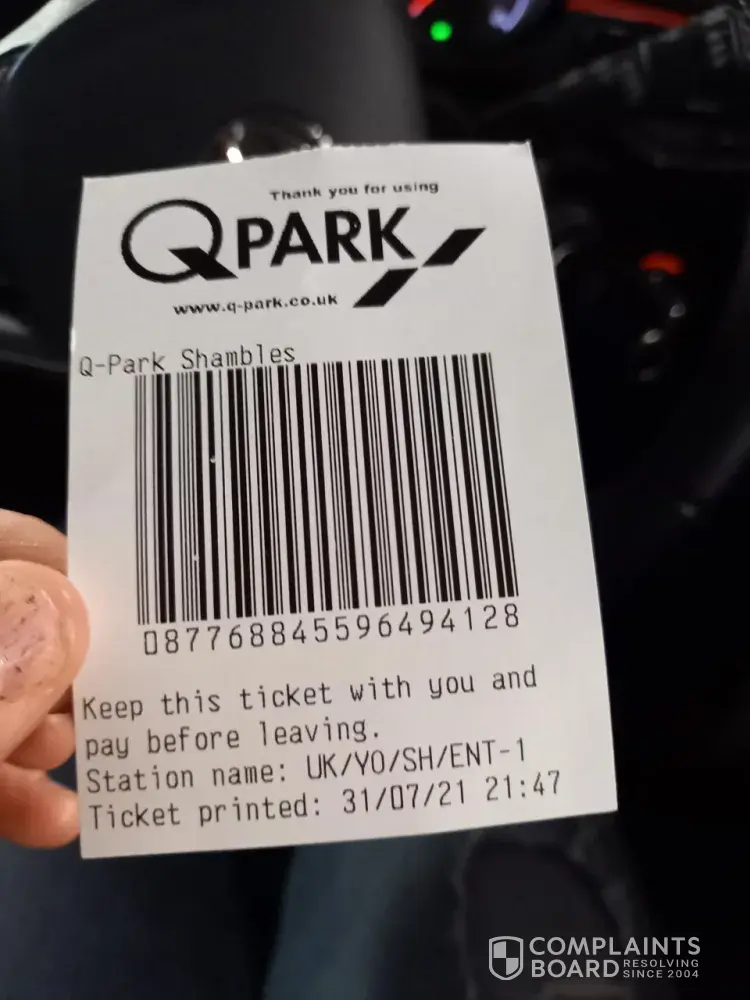 Thank you for using
QPARK
www.q-park.co.uk
Q-Park Shambles
087768845596494128
Keep this ticket with you and
pay before leaving.
Station name: UK/YO/SH/ENT-1
Ticket printed: 31/07/21 21:47
COMPLAINTS
BOARD RESOLVING
SINCE 2004